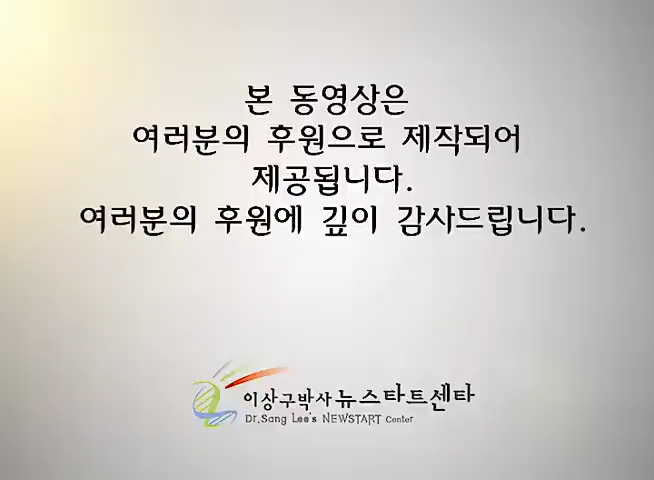 본 동영상은
여러분의 후원으로 제작되어
제공됩니다.
여러분의 후원에 깊이 감사드립니다.
이상구박사 뉴스타트센타
Dr.Sang Lee's NEWSTART Center